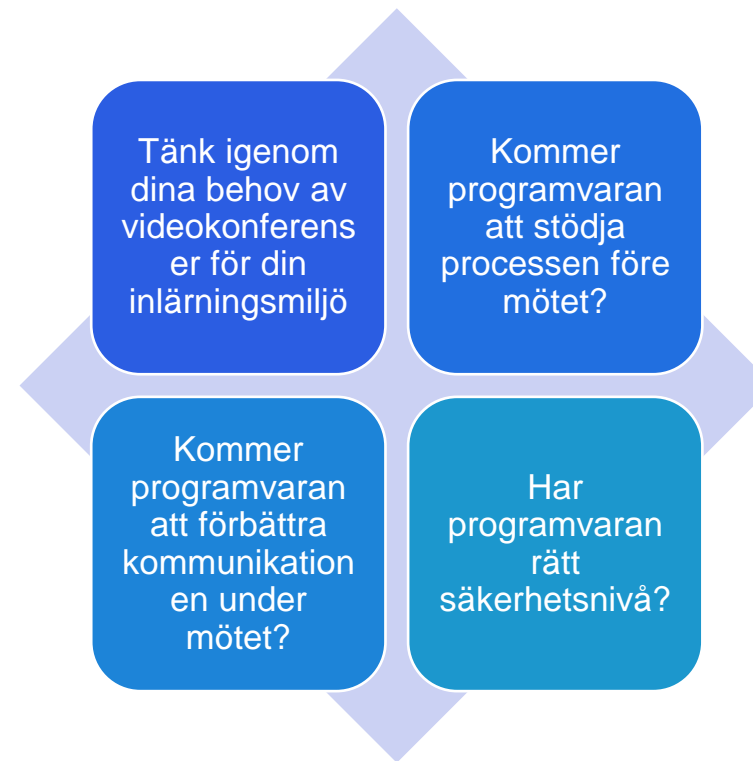 Tänk igenom
dina behov av
videokonferens
er för din
inlärningsmiljö
Kommer
programvaran
att stödja
processen före
mötet?
Kommer
programvaran
att förbättra
kommunikation
en under
mötet?
Har
programvaran
rätt
säkerhetsnivå?